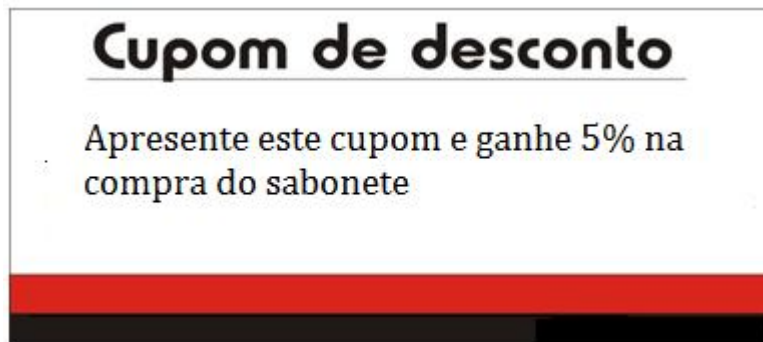 Cupom de desconto
Apresente este cupom e ganhe 5% na
compra do sabonete